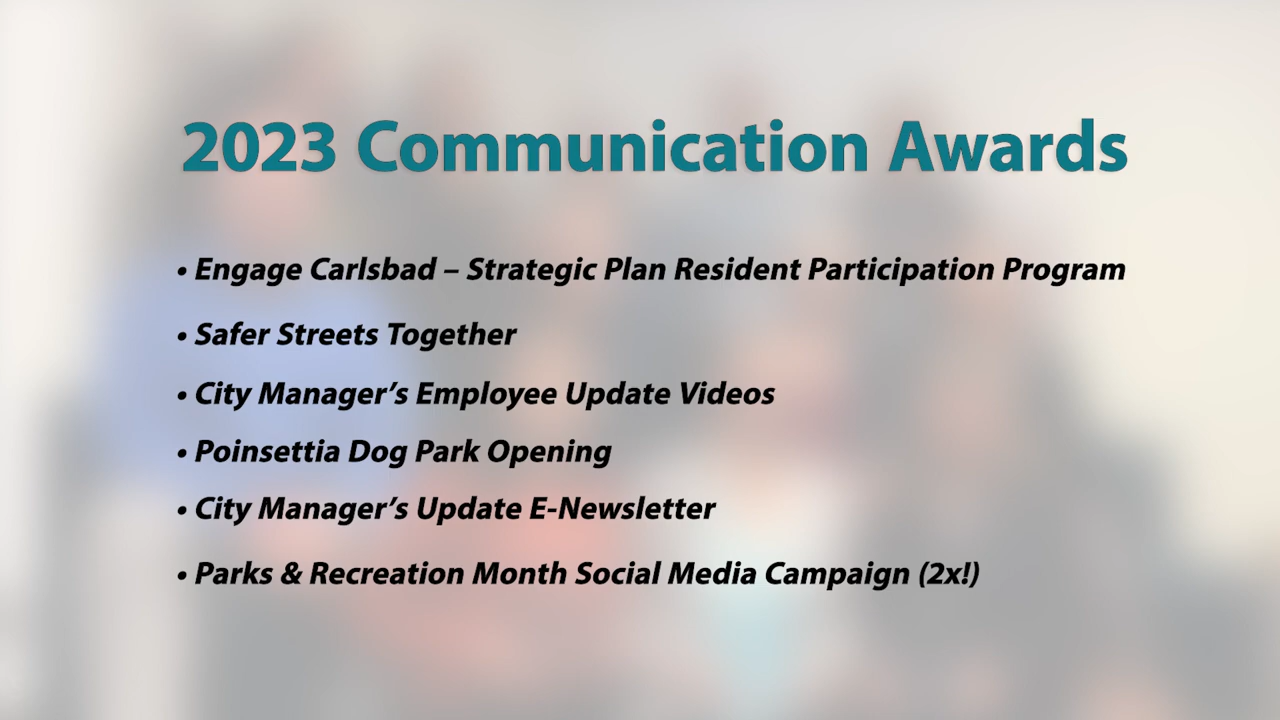 2023 Communication Awards
• Engage Carlsbad – Strategic Plan Resident Participation Program
• Safer Streets Together
• City Manager’s Employee Update Videos
• Poinsettia Dog Park Opening
• City Manager’s Update E-Newsletter
• Parks & Recreation Month Social Media Campaign (2x!)